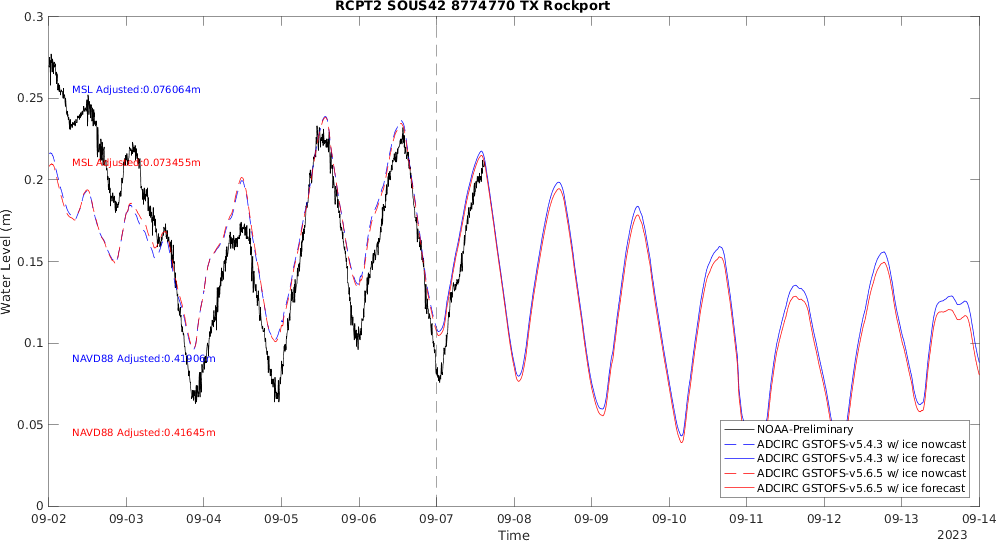 RCPT2 SOUS42 8774770 TX Rockport
Water Level (m)
0.3
0.25
0.2
0.15
0.1
0.05
0
MSL Adjusted:0.076064m
MSL Adjusted:0.073455m
NAVD88 Adjusted:0.41906m
NAVD88 Adjusted:0.41645m
NOAA-Preliminary
ADCIRC GSTOFS-v5.4.3 w/ ice nowcast
ADCIRC GSTOFS-v5.4.3 w/ ice forecast
ADCIRC GSTOFS-v5.6.5 w/ ice nowcast
ADCIRC GSTOFS-v5.6.5 w/ ice forecast
09-02 09-03 09-04 09-05 09-06 09-07 09-08 09-09 09-10 09-11 09-12 09-13 09-14
Time
2023